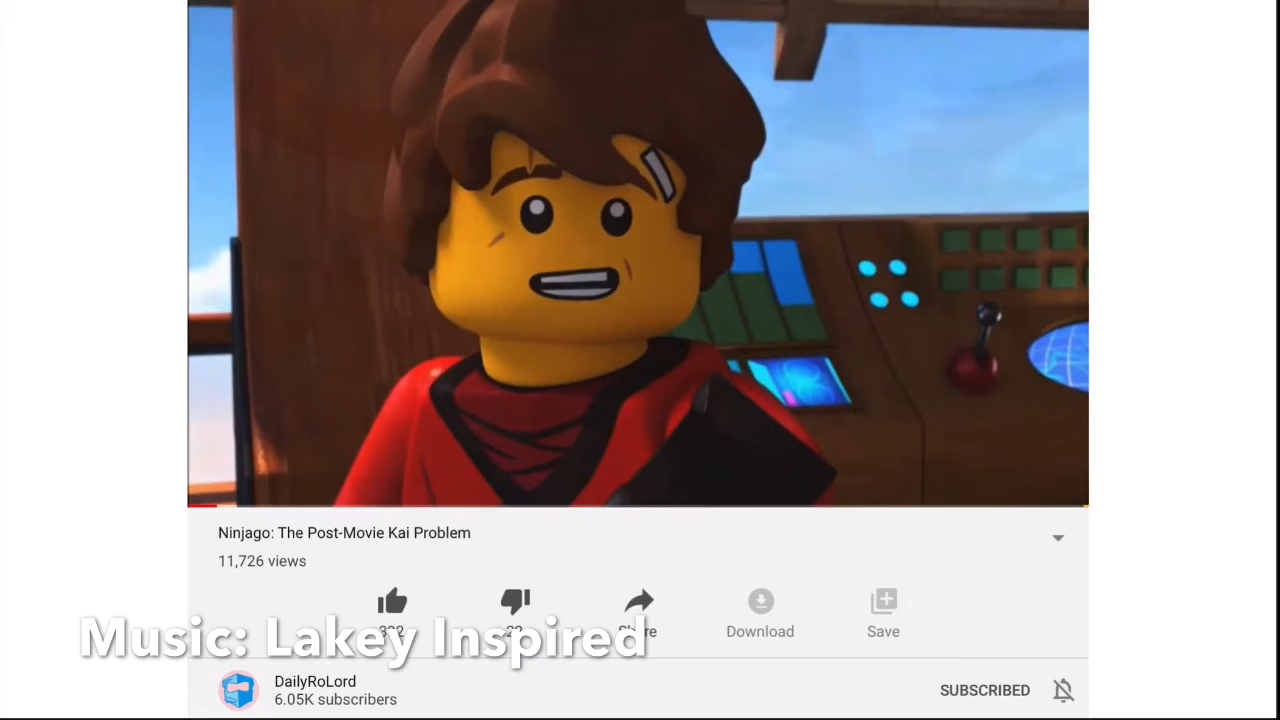 Ninjago: The Post-Movie Kai Problem
11,726 views
Download
Save
Music: Lakey Inspired
DailyRoLord
6.05K subscribers
SUBSCRIBED